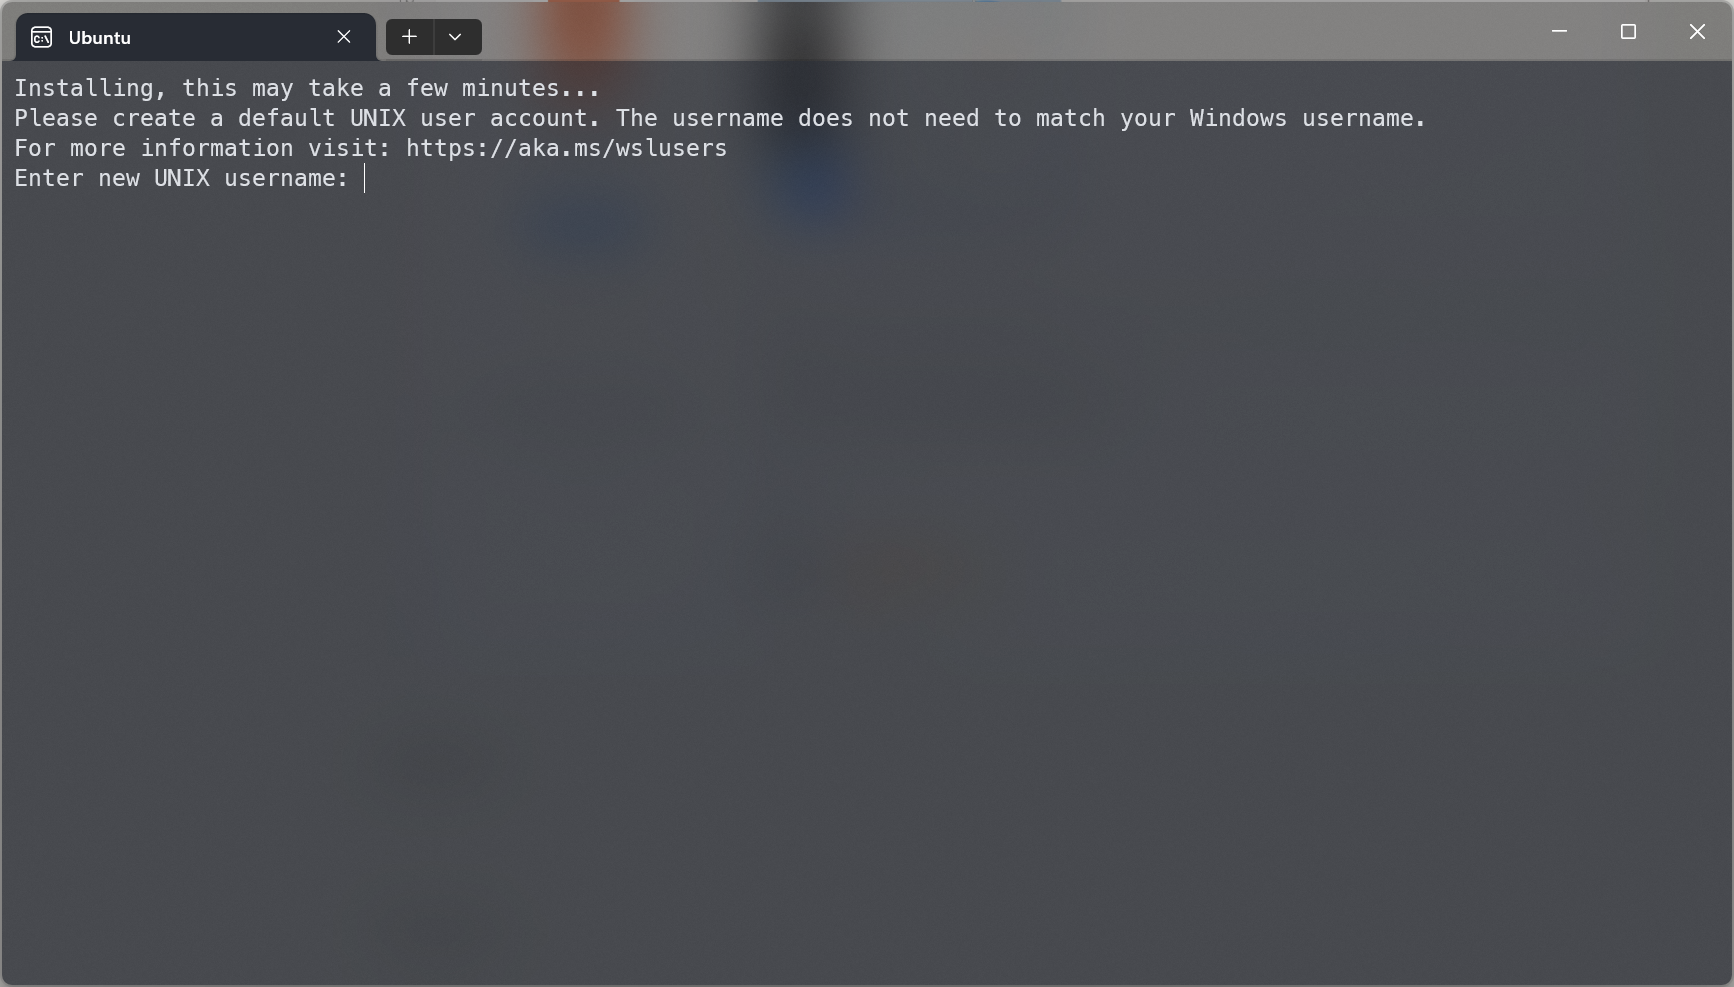 Ubuntu
Installing, this may take a few minutes...
Please create a default UNIX user account. The username does not need to match your Windows username.
For more information visit: https://aka.ms/wslusers
Enter new UNIX username: